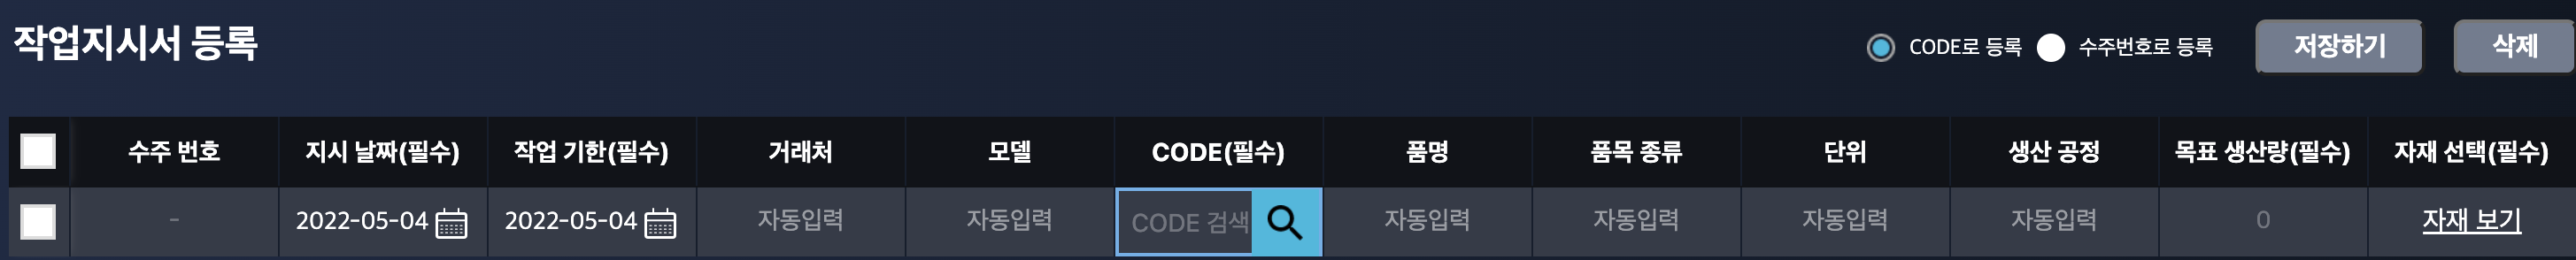 작업지시서 등록
CODE로 등록 수주번호로 등록 저장하기 삭제
수주 번호 지시 날짜(필수) 작업 기한(필수) 거래처 모델 CODE(필수) 품명 품목 종류 단위 생산 공정 목표 생산량(필수) 자재 선택(필수)
- 2022-05-04 2022-05-04 자동입력 자동입력 CODE 검색 자동입력 자동입력 자동입력 자동입력 0 자재 보기